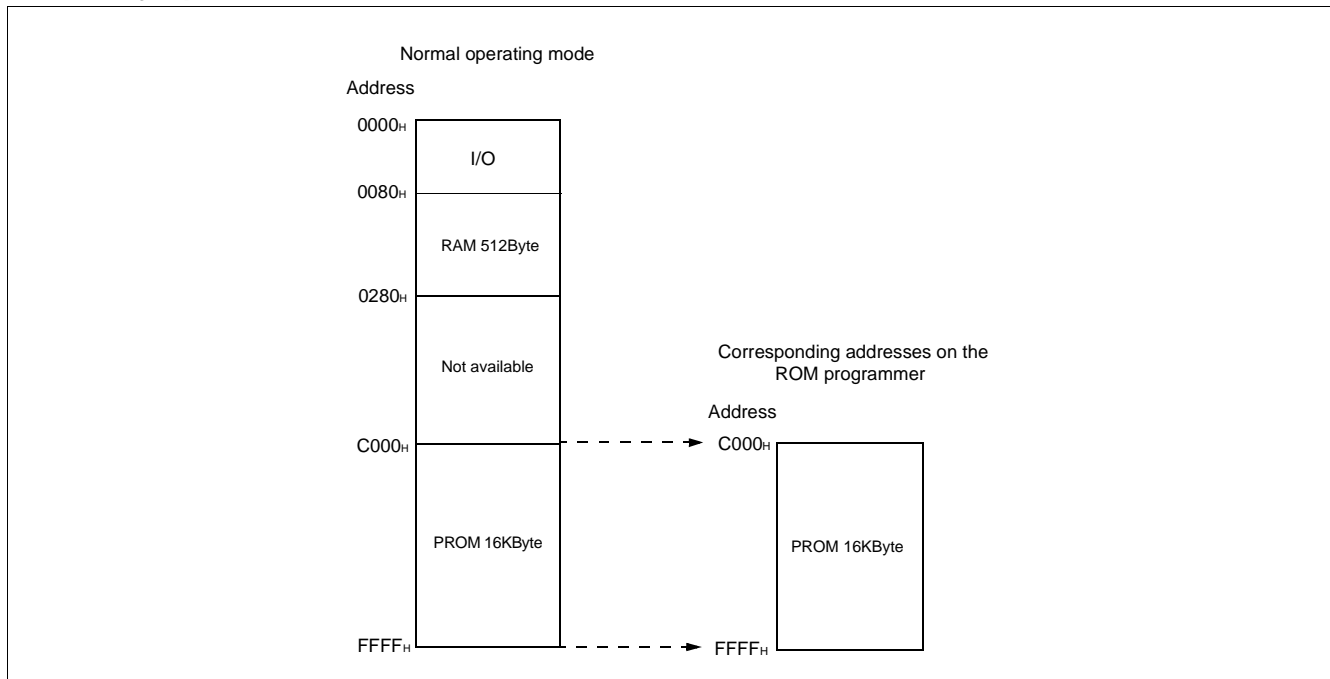 Normal operating mode
Address
0000H
I/O
0080H
RAM 512Byte
0280H
Not available
Corresponding addresses on the
ROM programmer
Address
C000H
C000H
PROM 16KByte
PROM 16KByte
FFFFH
FFFFH